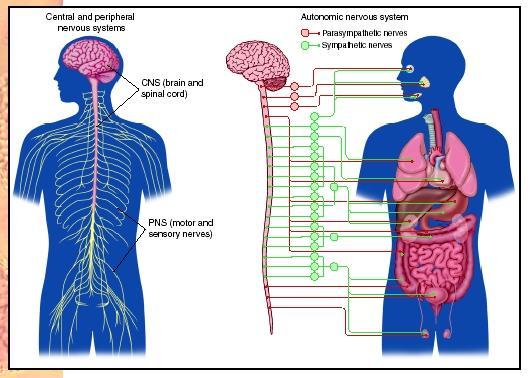 Central and peripheral
nervous systems
CNS (brain and
spinal cord)
PNS (motor and
sensory nerves)
Autonomic nervous system
Parasympathetic nerves
Sympathetic nerves